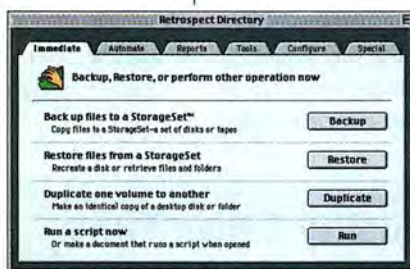 Retrospect Directory
Immediate Automate Reports Tools Configure Special
Backup, Restore, or perform other operation now
Back up files to a StorageSet™ Backup
Copy files to a StorageSet–a set of disks or tapes
Restore files from a StorageSet Restore
Recreate a disk or retrieve files and folders
Duplicate one volume to another Duplicate
Make an identical copy of a desktop disk or folder
Run a script now Run
Or make a document that runs a script when opened